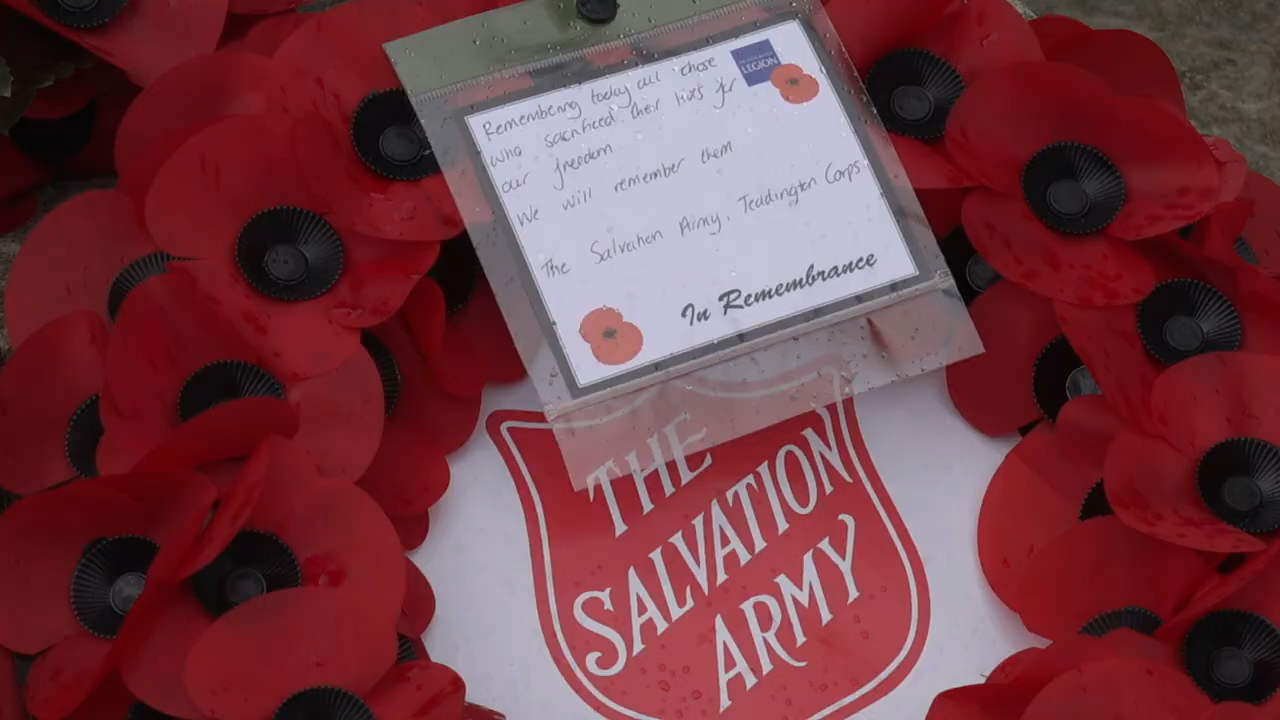 Remembering today all those
who sacrificed their lives for
our freedom
We will remember them
The Salvation Army, Teddington Corps
In Remembrance
LEGION
THE
SALVATION
ARMY